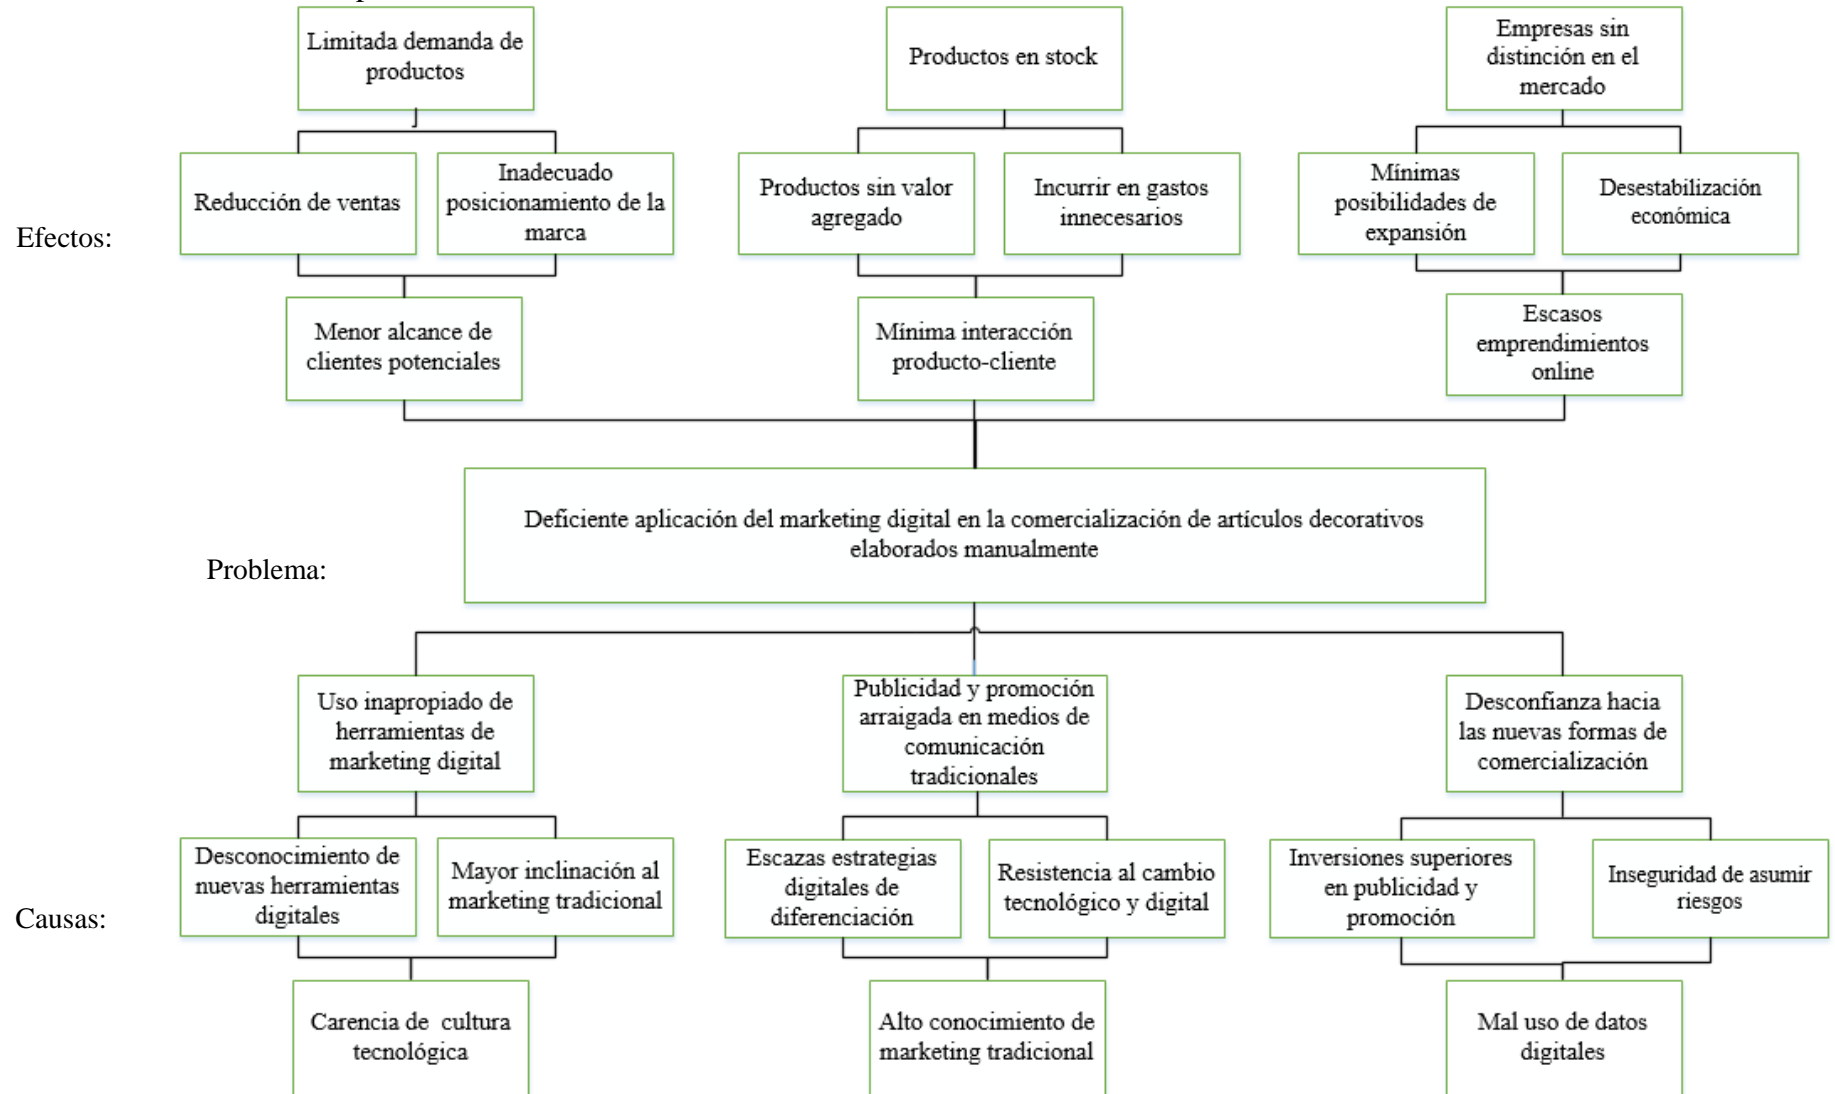 Limitada demanda de
productos
Productos en stock
Empresas sin
distinción en el
mercado
Reducción de ventas
Inadecuado
posicionamiento de la
marca
Productos sin valor
agregado
Incurrir en gastos
innecesarios
Mínimas
posibilidades de
expansión
Desestabilización
económica
Efectos:
Menor alcance de
clientes potenciales
Mínima interacción
producto-cliente
Escasos
emprendimientos
online
Deficiente aplicación del marketing digital en la comercialización de artículos decorativos
elaborados manualmente
Problema:
Uso inapropiado de
herramientas de
marketing digital
Publicidad y promoción
arraigada en medios de
comunicación
tradicionales
Desconfianza hacia
las nuevas formas de
comercialización
Desconocimiento de
nuevas herramientas
digitales
Mayor inclinación al
marketing tradicional
Escazas estrategias
digitales de
diferenciación
Resistencia al cambio
tecnológico y digital
Inversiones superiores
en publicidad y
promoción
Inseguridad de asumir
riesgos
Causas:
Carencia de cultura
tecnológica
Alto conocimiento de
marketing tradicional
Mal uso de datos
digitales